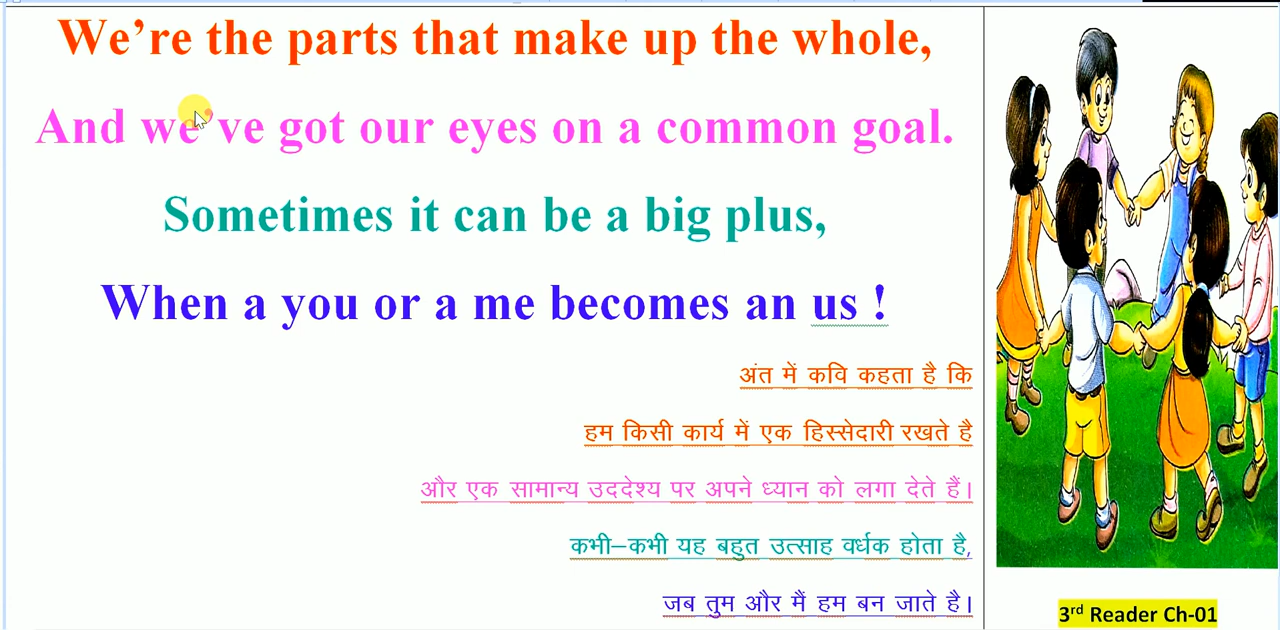 We're the parts that make up the whole,
And we've got our eyes on a common goal.
Sometimes it can be a big plus,
When a you or a me becomes an us !
अंत में कवि कहता है कि
हम किसी कार्य में एक हिस्सेदारी रखते है
और एक सामान्य उददेश्य पर अपने ध्यान को लगा देते हैं।
कभी–कभी यह बहुत उत्साह वर्धक होता है,
जब तुम और मैं हम बन जाते है।
3rd Reader Ch-01